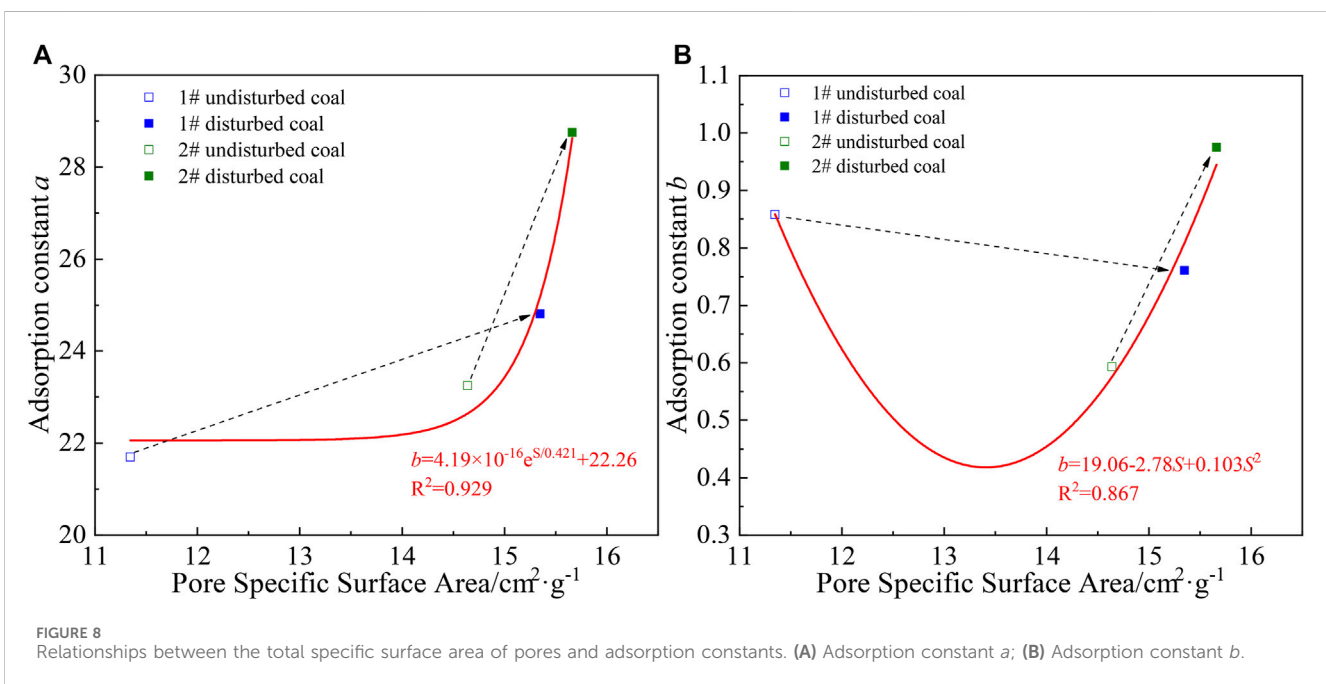 A
30
28
26
24
22
20
Adsorption constant a
1# undisturbed coal
1# disturbed coal
2# undisturbed coal
2# disturbed coal
b=4.19×10⁻¹⁶e^S/0.421+22.26
R²=0.929
11 12 13 14 15 16
Pore Specific Surface Area/cm²·g⁻¹
B
1.1
1.0
0.9
0.8
0.7
0.6
0.5
0.4
0.3
Adsorption constant b
1# undisturbed coal
1# disturbed coal
2# undisturbed coal
2# disturbed coal
b=19.06-2.78S+0.103S²
R²=0.867
11 12 13 14 15 16
Pore Specific Surface Area/cm²·g⁻¹
FIGURE 8
Relationships between the total specific surface area of pores and adsorption constants. (A) Adsorption constant a; (B) Adsorption constant b.